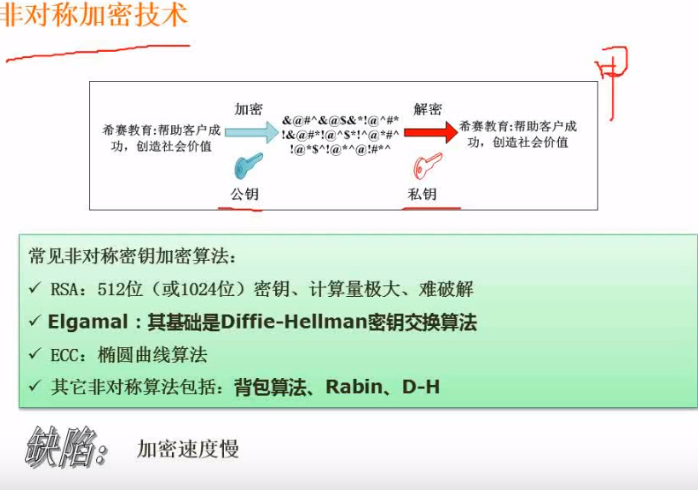 非对称加密技术
加密
解密
希赛教育:帮助客户成
功，创造社会价值
&@#^&@$&*!@^#*
!&@#*!@^$*!^@*#^
!@*$^!@*^@!#*^
希赛教育:帮助客户成
功，创造社会价值
公钥
私钥
常见非对称密钥加密算法：
✓ RSA：512位（或1024位）密钥、计算量极大、难破解
✓ Elgamal：其基础是Diffie-Hellman密钥交换算法
✓ ECC：椭圆曲线算法
✓ 其它非对称算法包括：背包算法、Rabin、D-H
缺陷：
加密速度慢